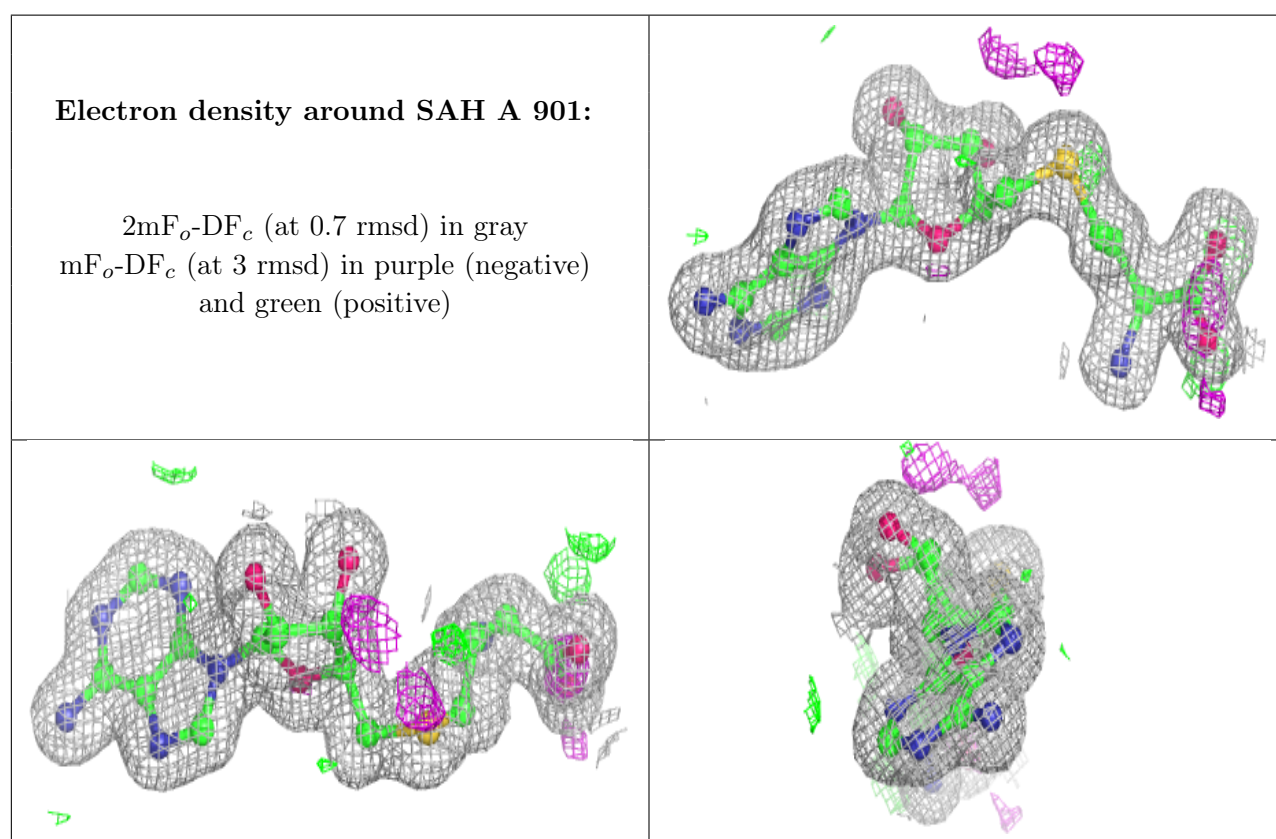 Electron density around SAH A 901:
2mFo-DFc (at 0.7 rmsd) in gray
mFo-DFc (at 3 rmsd) in purple (negative)
and green (positive)